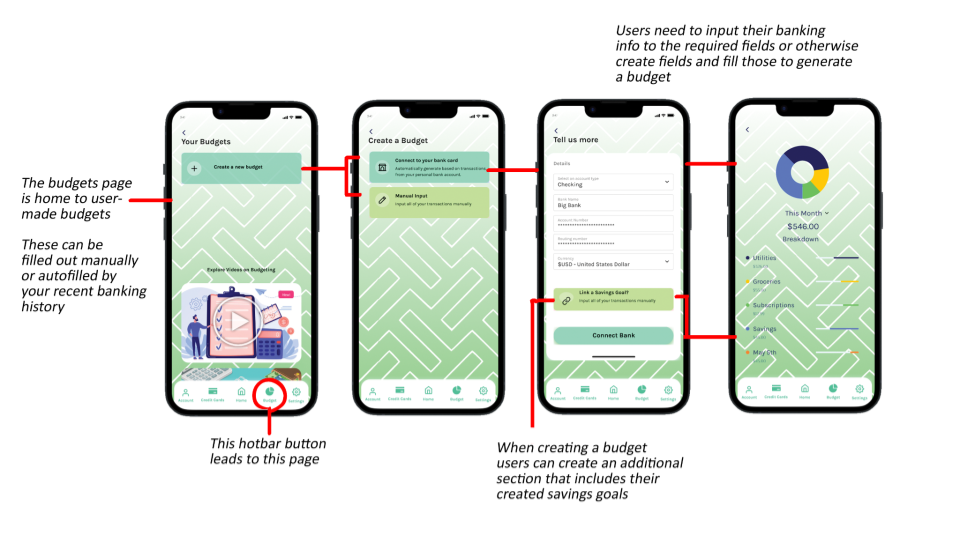 Users need to input their banking
info to the required fields or otherwise
create fields and fill those to generate
a budget
The budgets page
is home to user-
made budgets
These can be
filled out manually
or autofilled by
your recent banking
history
Your Budgets
Create a new budget
Explore Videos on Budgeting
Account Credit Cards Home Budget Settings
This hotbar button
leads to this page
Create a Budget
Connect to your bank card
Automatically generate based on transactions
from your personal bank account.
Manual Input
Input all of your transactions manually
Account Credit Cards Home Budget Settings
Tell us more
Details
Select an account type
Checking
Bank Name
Big Bank
Account Number
Routing number
Currency
$USD - United States Dollar
Link a Savings Goal?
Input all of your transactions manually
Connect Bank
Account Credit Cards Home Budget Settings
When creating a budget
users can create an additional
section that includes their
created savings goals
This Month
$546.00
Breakdown
Utilities
Groceries
Subscriptions
Savings
May 5th
Account Credit Cards Home Budget Settings